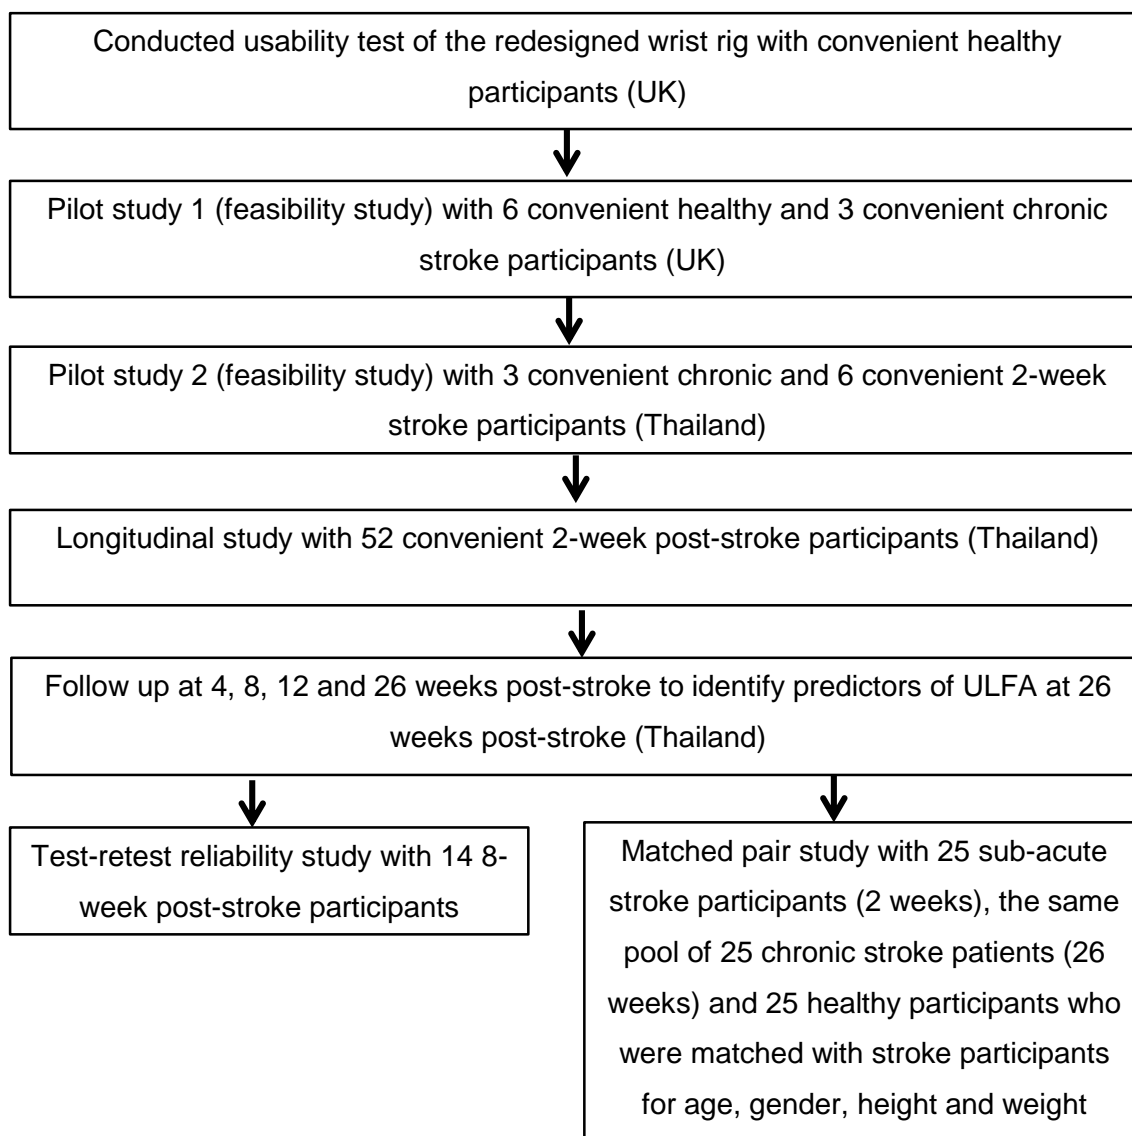 Conducted usability test of the redesigned wrist rig with convenient healthy
participants (UK)
Pilot study 1 (feasibility study) with 6 convenient healthy and 3 convenient chronic
stroke participants (UK)
Pilot study 2 (feasibility study) with 3 convenient chronic and 6 convenient 2-week
stroke participants (Thailand)
Longitudinal study with 52 convenient 2-week post-stroke participants (Thailand)
Follow up at 4, 8, 12 and 26 weeks post-stroke to identify predictors of ULFA at 26
weeks post-stroke (Thailand)
Test-retest reliability study with 14 8-
week post-stroke participants
Matched pair study with 25 sub-acute
stroke participants (2 weeks), the same
pool of 25 chronic stroke patients (26
weeks) and 25 healthy participants who
were matched with stroke participants
for age, gender, height and weight